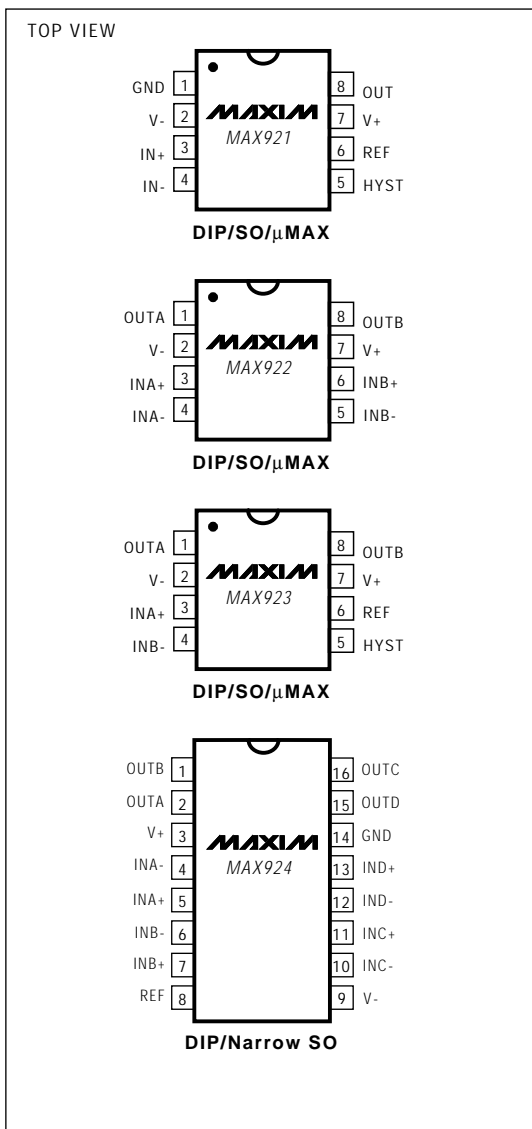 TOP VIEW
GND 1 8 OUT
V- 2 MAXIM 7 V+
IN+ 3 MAX921 6 REF
IN- 4 5 HYST
DIP/SO/µMAX
OUTA 1 8 OUTB
V- 2 MAXIM 7 V+
INA+ 3 MAX922 6 INB+
INA- 4 5 INB-
DIP/SO/µMAX
OUTA 1 8 OUTB
V- 2 MAXIM 7 V+
INA+ 3 MAX923 6 REF
INB- 4 5 HYST
DIP/SO/µMAX
OUTB 1 16 OUTC
OUTA 2 15 OUTD
V+ 3 MAXIM 14 GND
INA- 4 MAX924 13 IND+
INA+ 5 12 IND-
INB- 6 11 INC+
INB+ 7 10 INC-
REF 8 9 V-
DIP/Narrow SO